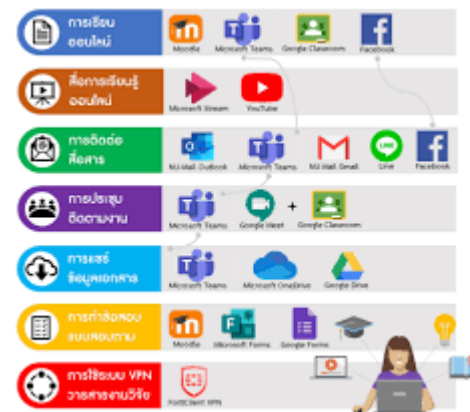 การเรียน
ออนไลน์
Moodle Microsoft Teams Google Classroom Facebook
สื่อการเรียนรู้
ออนไลน์
Microsoft Stream YouTube
การติดต่อ
สื่อสาร
NU Mail Outlook Microsoft Teams NU Mail Gmail Line Facebook
LINE
การประชุม
ติดตามงาน
Microsoft Teams Google Meet + Google Classroom
การแชร์
ข้อมูลเอกสาร
Microsoft Teams Microsoft OneDrive Google Drive
การทำข้อสอบ
แบบสอบถาม
Moodle Microsoft Forms Google Forms
การใช้ระบบ VPN
วารสารงานวิจัย
FortiClient VPN